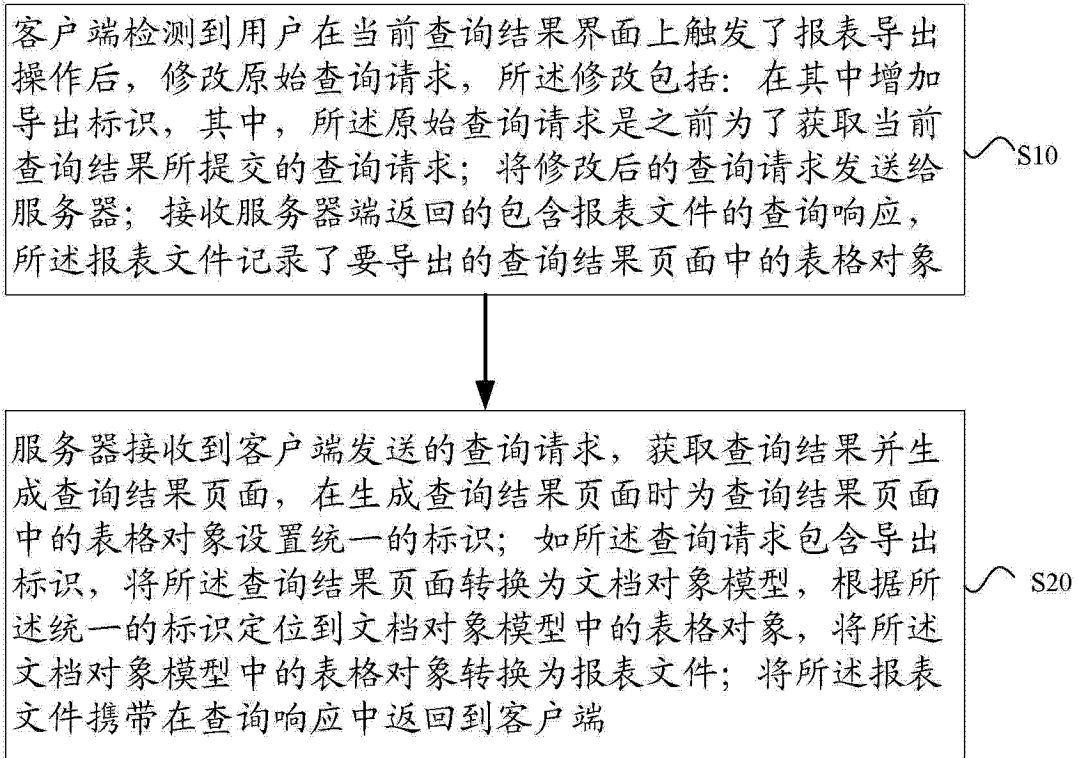 客户端检测到用户在当前查询结果界面上触发了报表导出
操作后，修改原始查询请求，所述修改包括：在其中增加
导出标识，其中，所述原始查询请求是之前为了获取当前
查询结果所提交的查询请求；将修改后的查询请求发送给
服务器；接收服务器端返回的包含报表文件的查询响应，
所述报表文件记录了要导出的查询结果页面中的表格对象
S10
服务器接收到客户端发送的查询请求，获取查询结果并生
成查询结果页面，在生成查询结果页面时为查询结果页面
中的表格对象设置统一的标识；如所述查询请求包含导出
标识，将所述查询结果页面转换为文档对象模型，根据所
述统一的标识定位到文档对象模型中的表格对象，将所述
文档对象模型中的表格对象转换为报表文件；将所述报表
文件携带在查询响应中返回到客户端
S20